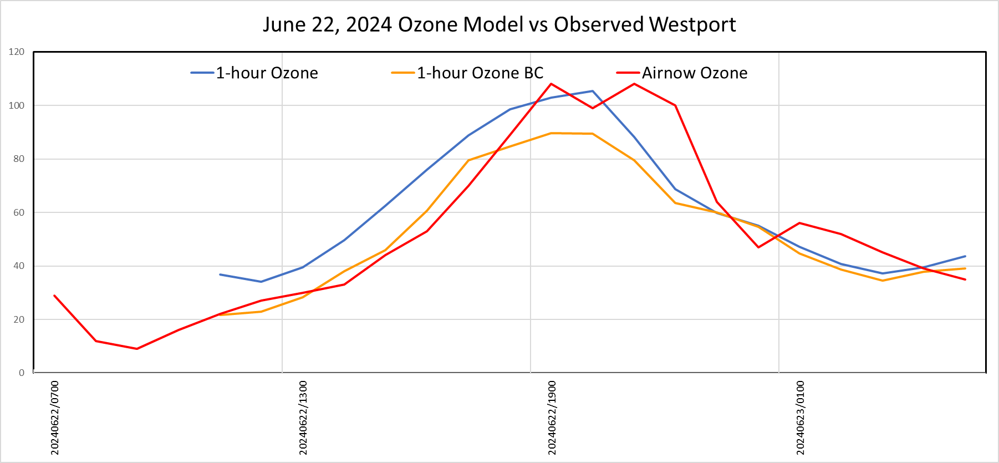 June 22, 2024 Ozone Model vs Observed Westport
120
1-hour Ozone 1-hour Ozone BC Airnow Ozone
100
80
60
40
20
0
20240622/0700 20240622/1300 20240622/1900 20240623/0100